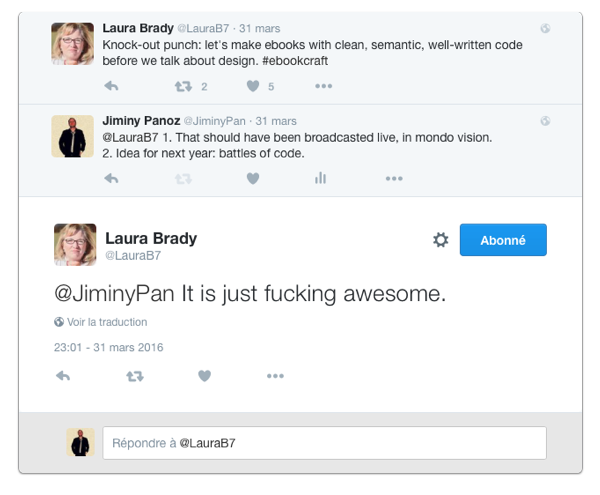 Laura Brady @LauraB7 · 31 mars
Knock-out punch: let's make ebooks with clean, semantic, well-written code
before we talk about design. #ebookcraft
2 5
Jiminy Panoz @JiminyPan · 31 mars
@LauraB7 1. That should have been broadcasted live, in mondo vision.
2. Idea for next year: battles of code.
Laura Brady
@LauraB7
Abonné
@JiminyPan It is just fucking awesome.
Voir la traduction
23:01 - 31 mars 2016
Répondre à @LauraB7